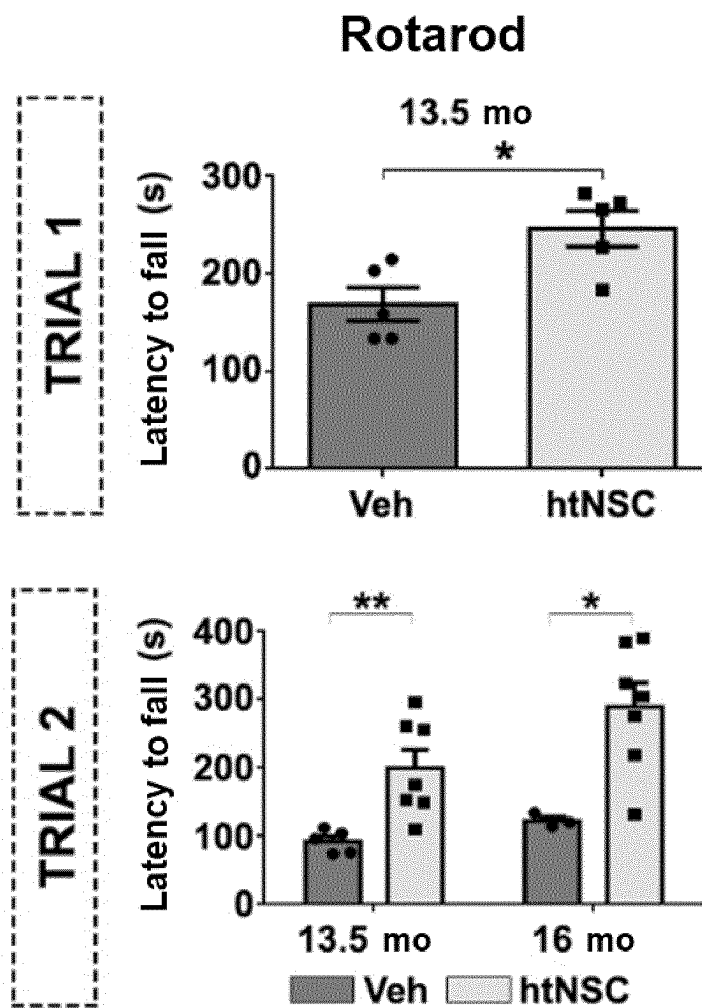 Rotarod
13.5 mo
*
TRIAL 1
Latency to fall (s)
300
200
100
0
Veh
htNSC
TRIAL 2
Latency to fall (s)
**
*
400
300
200
100
0
13.5 mo
16 mo
Veh
htNSC